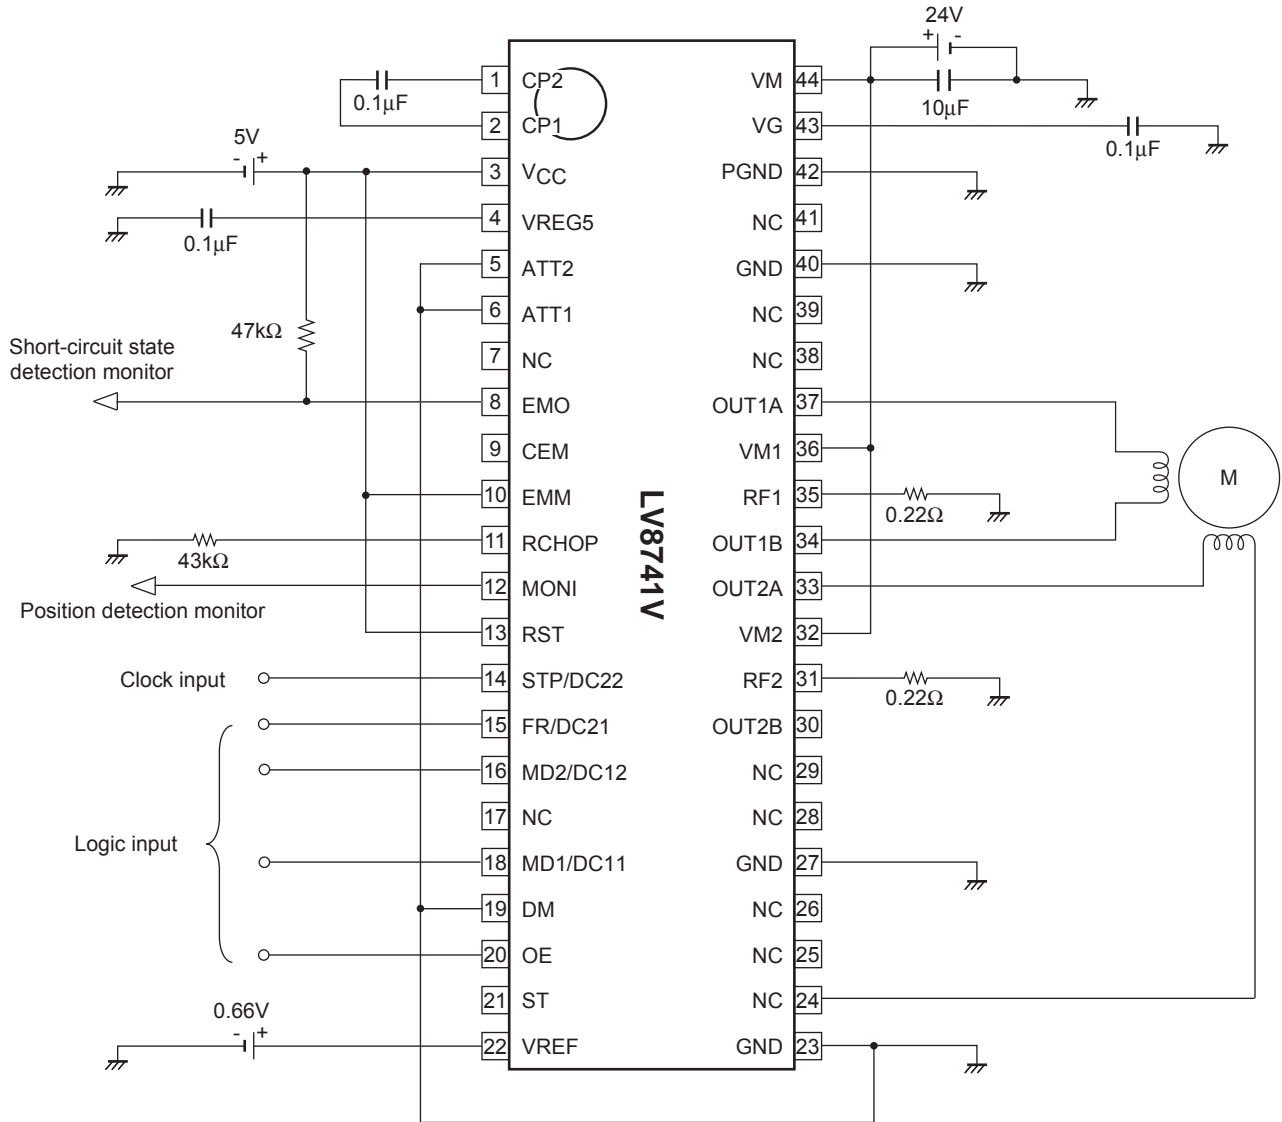 24V
+ -
1 CP2 VM 44
0.1µF 10µF
2 CP1 VG 43
5V 0.1µF
- +
3 VCC PGND 42
4 VREG5 NC 41
0.1µF
5 ATT2 GND 40
6 ATT1 NC 39
47kΩ
Short-circuit state
detection monitor
7 NC NC 38
8 EMO OUT1A 37
9 CEM VM1 36
M
10 EMM RF1 35
0.22Ω
LV8741V
11 RCHOP OUT1B 34
43kΩ
12 MONI OUT2A 33
Position detection monitor
13 RST VM2 32
Clock input
14 STP/DC22 RF2 31
0.22Ω
15 FR/DC21 OUT2B 30
16 MD2/DC12 NC 29
17 NC NC 28
Logic input
18 MD1/DC11 GND 27
19 DM NC 26
20 OE NC 25
21 ST NC 24
0.66V
- +
22 VREF GND 23